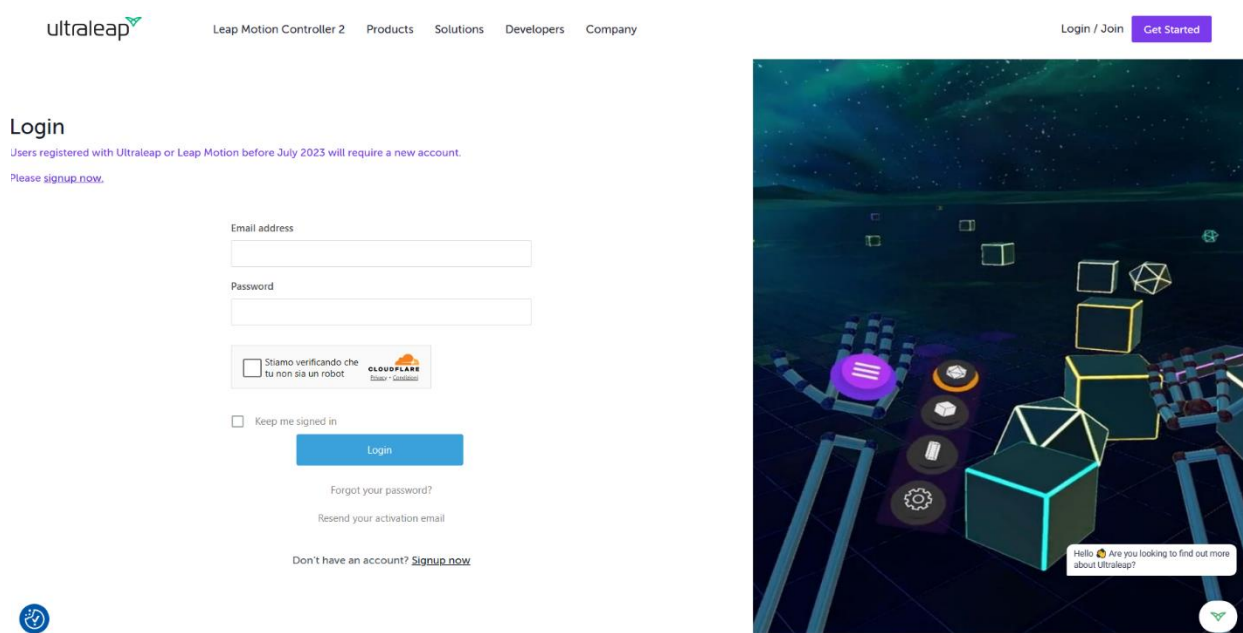 ultraleap
Leap Motion Controller 2 Products Solutions Developers Company
Login / Join Get Started
Login
Users registered with Ultraleap or Leap Motion before July 2023 will require a new account.
Please signup now.
Email address
Password
Stiamo verificando che
tu non sia un robot
CLOUDFLARE
Privacy • Condizioni
Keep me signed in
Login
Forgot your password?
Resend your activation email
Don't have an account? Signup now
Hello Are you looking to find out more
about Ultraleap?